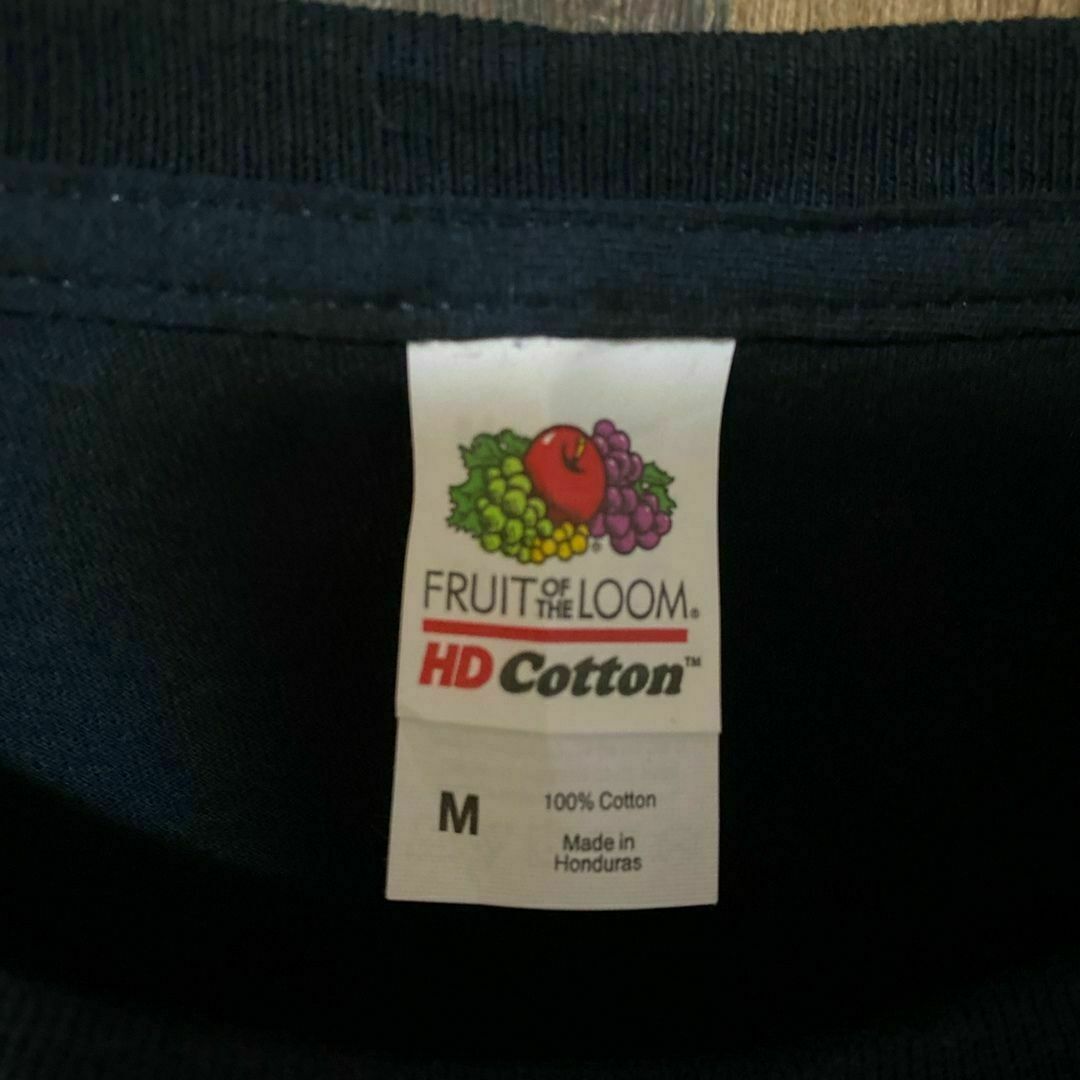 FRUIT OF THE LOOM®
HD Cotton™
M
100% Cotton
Made in
Honduras